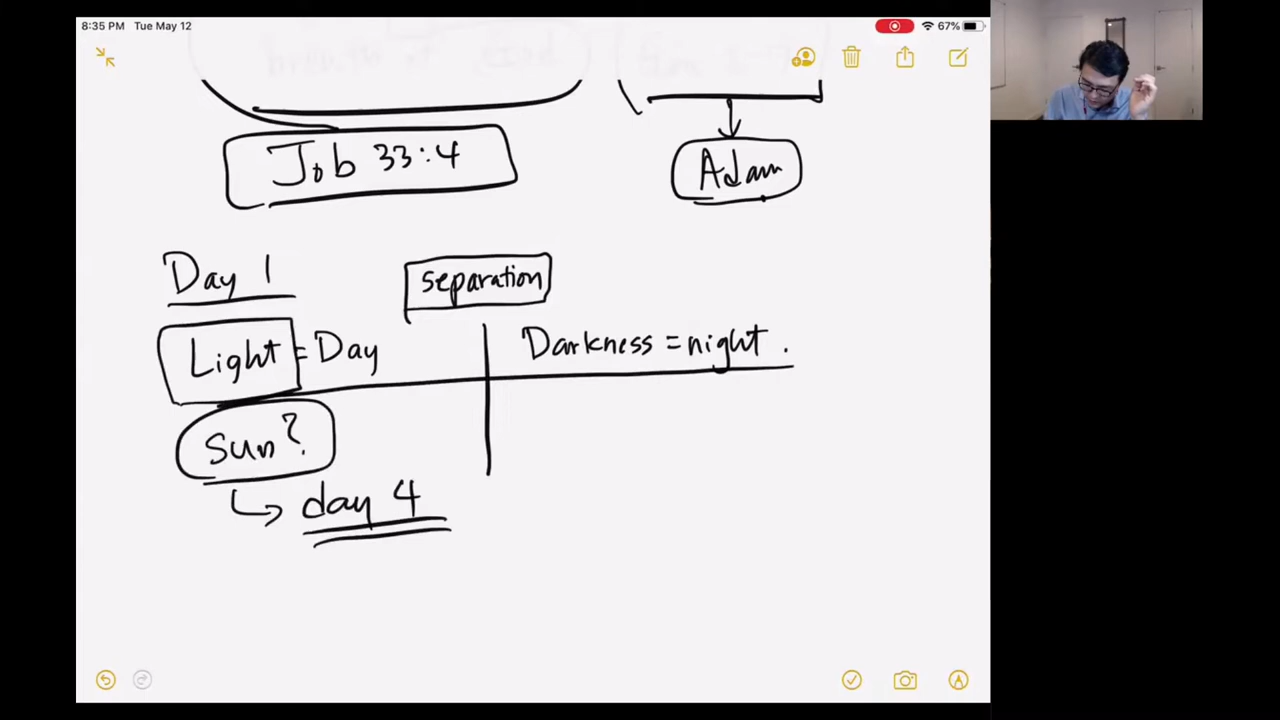 8:35 PM Tue May 12
67%
Job 33:4
Adam
Day 1
separation
Light = Day
Darkness = night.
sun?
day 4